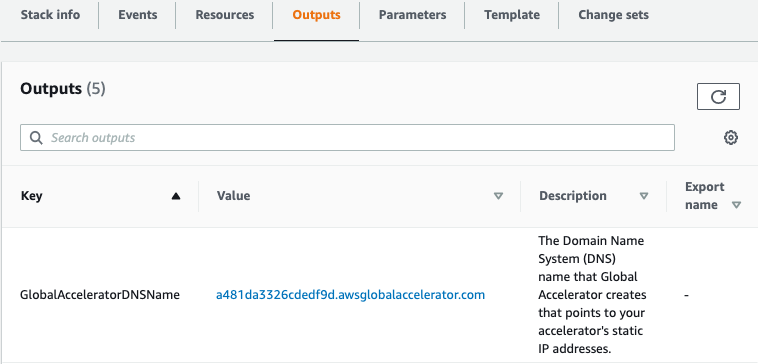 Stack info Events Resources Outputs Parameters Template Change sets
Outputs (5)
Search outputs
Key Value Description Export name
GlobalAcceleratorDNSName a481da3326cdedf9d.awsglobalaccelerator.com
The Domain Name
System (DNS)
name that Global
Accelerator creates
that points to your
accelerator's static
IP addresses.
-